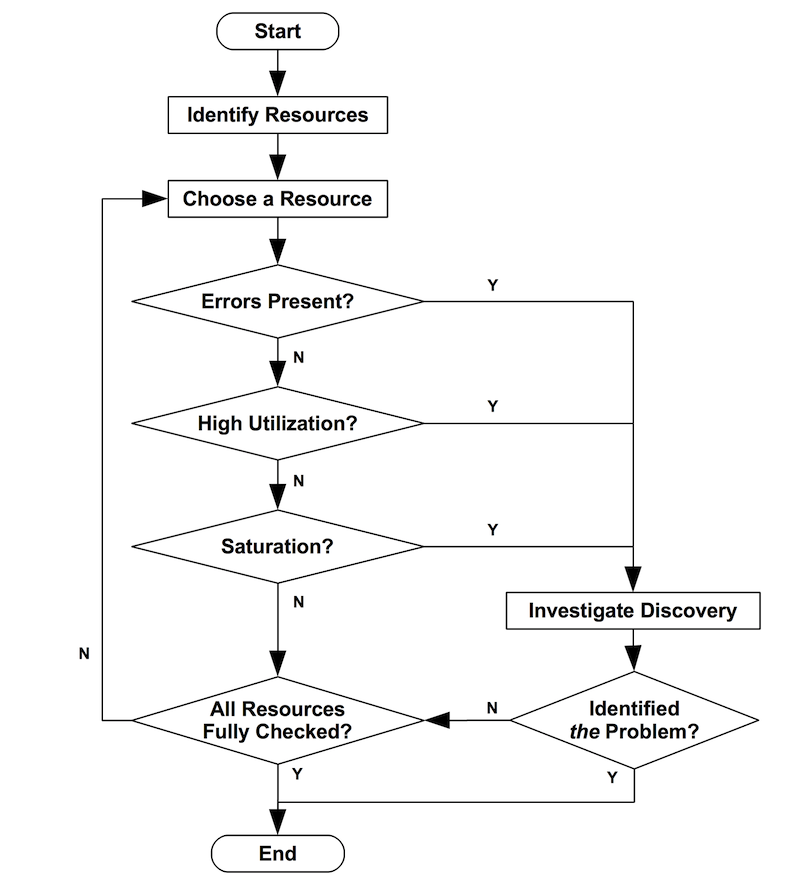 Start
Identify Resources
Choose a Resource
Errors Present?
Y
N
High Utilization?
Y
N
Saturation?
Y
N
Investigate Discovery
N
All Resources
Fully Checked?
N
Identified
the Problem?
Y
Y
End